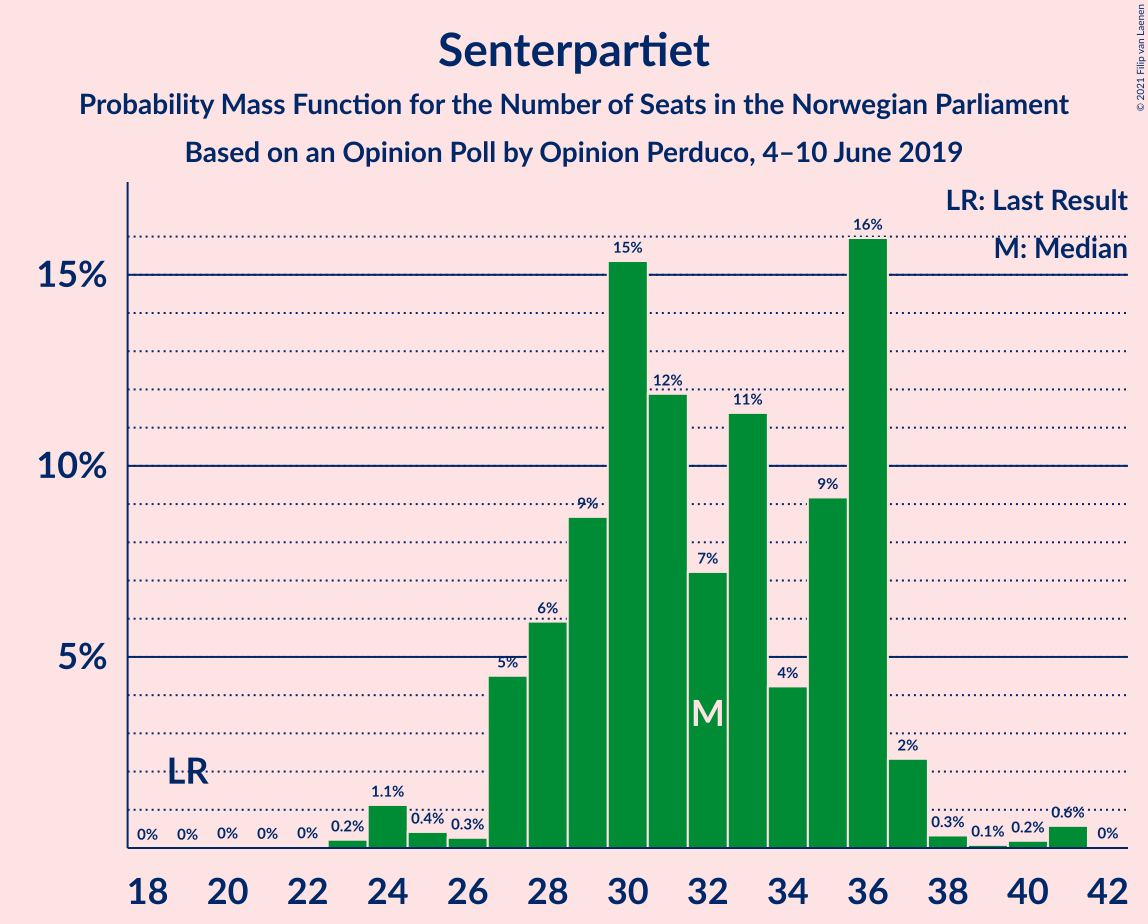 Senterpartiet
Probability Mass Function for the Number of Seats in the Norwegian Parliament
Based on an Opinion Poll by Opinion Perduco, 4–10 June 2019
© 2021 Filip van Laenen
LR: Last Result
M: Median
15%
10%
5%
0% 0% 0% 0% 0% 0.2% 1.1% 0.4% 0.3% 5% 6% 9% 15% 12% 7% 11% 4% 9% 16% 2% 0.3% 0.1% 0.2% 0.6% 0%
LR
M
18 20 22 24 26 28 30 32 34 36 38 40 42